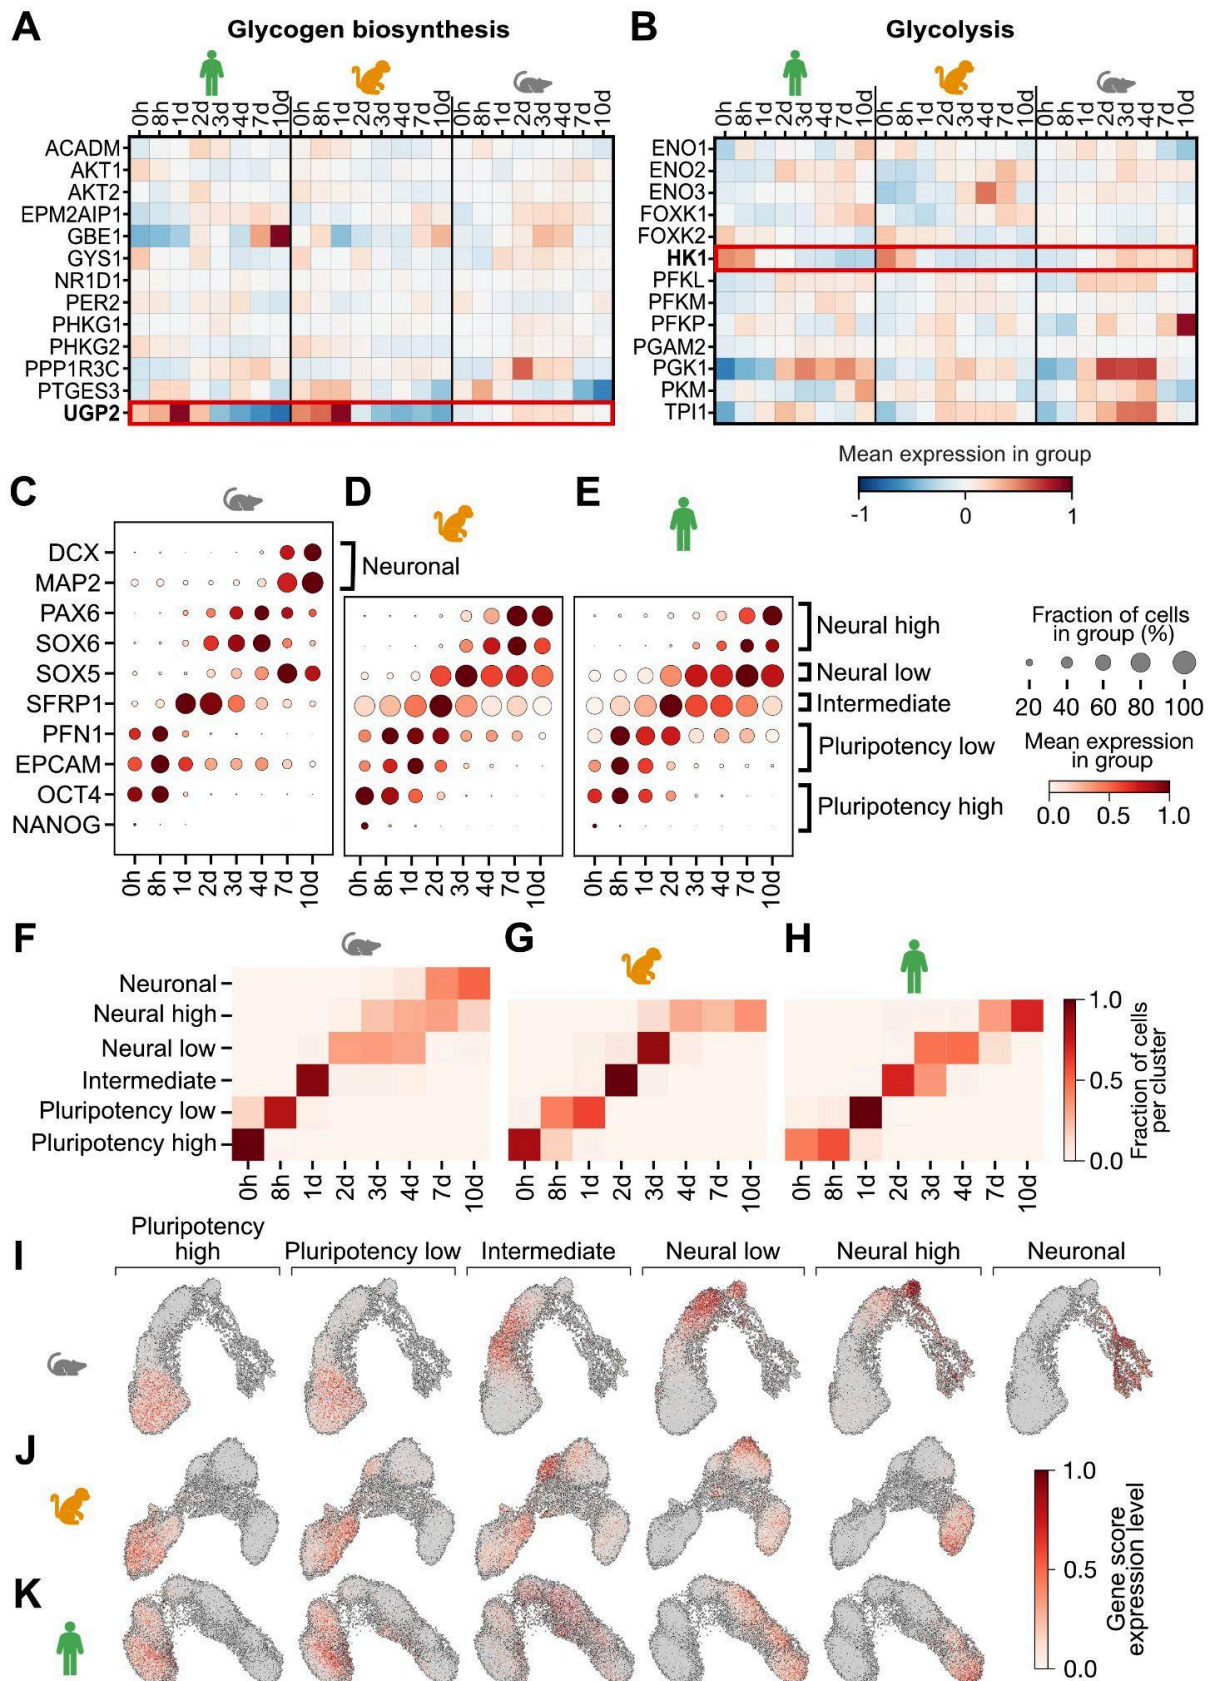 A
Glycogen biosynthesis
0h 8h 1d 2d 3d 4d 7d 10d 0h 8h 1d 2d 3d 4d 7d 10d 0h 8h 1d 2d 3d 4d 7d 10d
ACADM
AKT1
AKT2
EPM2AIP1
GBE1
GYS1
NR1D1
PER2
PHKG1
PHKG2
PPP1R3C
PTGES3
UGP2
B
Glycolysis
0h 8h 1d 2d 3d 4d 7d 10d 0h 8h 1d 2d 3d 4d 7d 10d 0h 8h 1d 2d 3d 4d 7d 10d
ENO1
ENO2
ENO3
FOXK1
FOXK2
HK1
PFKL
PFKM
PFKP
PGAM2
PGK1
PKM
TPI1
Mean expression in group
-1 0 1
C
DCX
MAP2
PAX6
SOX6
SOX5
SFRP1
PFN1
EPCAM
OCT4
NANOG
0h 8h 1d 2d 3d 4d 7d 10d
D
Neuronal
0h 8h 1d 2d 3d 4d 7d 10d
E
0h 8h 1d 2d 3d 4d 7d 10d
Neural high
Neural low
Intermediate
Pluripotency low
Pluripotency high
Fraction of cells
in group (%)
20 40 60 80 100
Mean expression
in group
0.0 0.5 1.0
F
Neuronal
Neural high
Neural low
Intermediate
Pluripotency low
Pluripotency high
0h 8h 1d 2d 3d 4d 7d 10d
G
0h 8h 1d 2d 3d 4d 7d 10d
H
0h 8h 1d 2d 3d 4d 7d 10d
1.0
0.5
0.0
Fraction of cells
per cluster
I
Pluripotency
high
Pluripotency low
Intermediate
Neural low
Neural high
Neuronal
J
K
1.0
0.5
0.0
Gene score
expression level